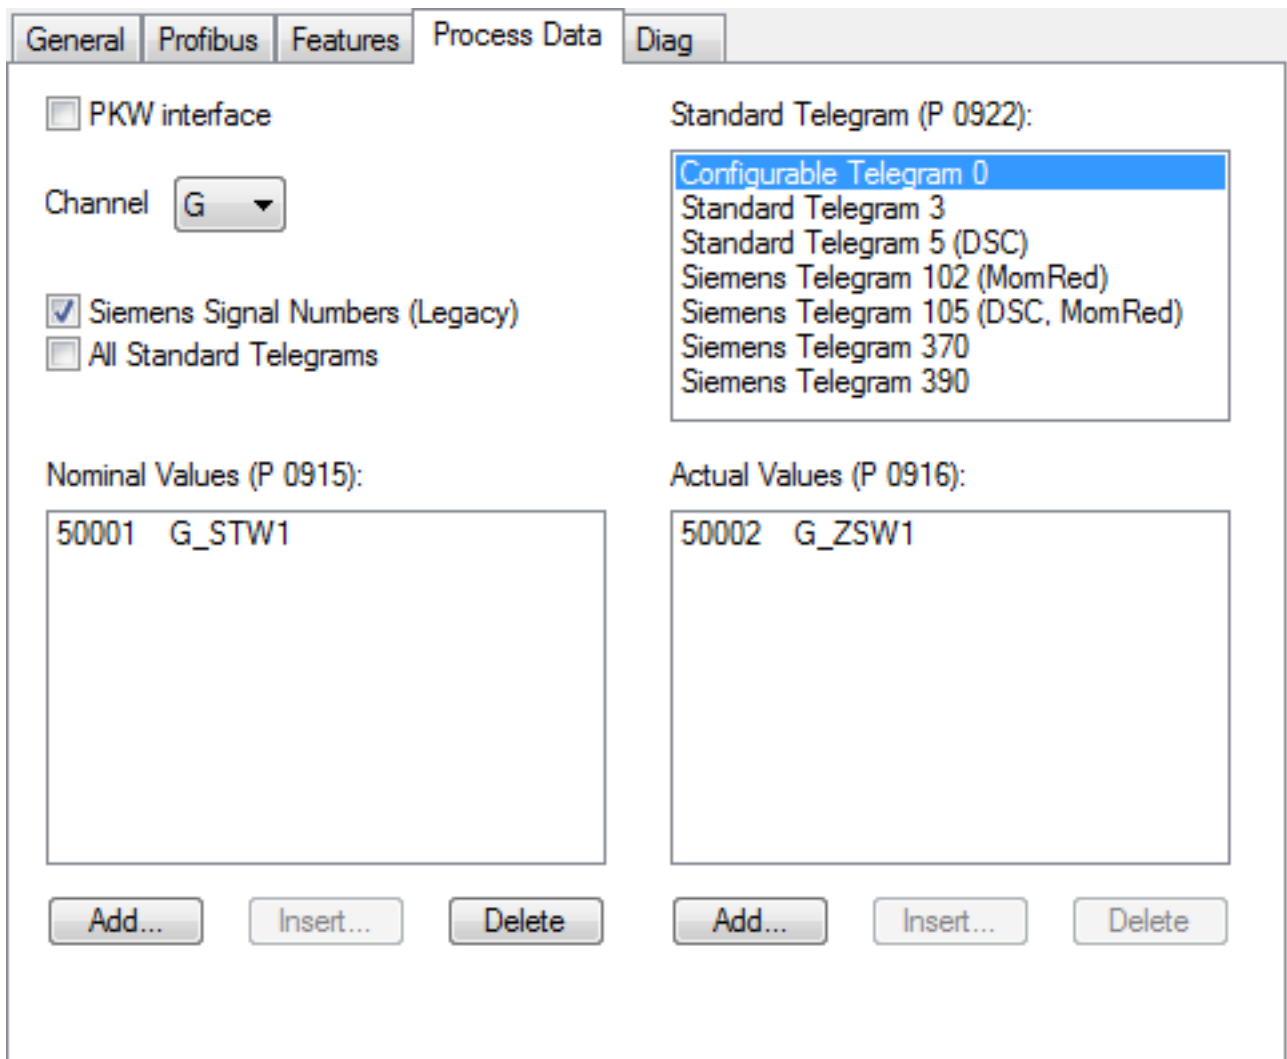 General Profibus Features Process Data Diag
PKW interface
Standard Telegram (P 0922):
Channel G
Configurable Telegram 0
Standard Telegram 3
Standard Telegram 5 (DSC)
Siemens Telegram 102 (MomRed)
Siemens Telegram 105 (DSC, MomRed)
Siemens Telegram 370
Siemens Telegram 390
Siemens Signal Numbers (Legacy)
All Standard Telegrams
Nominal Values (P 0915):
50001 G_STW1
Actual Values (P 0916):
50002 G_ZSW1
Add... Insert... Delete
Add... Insert... Delete